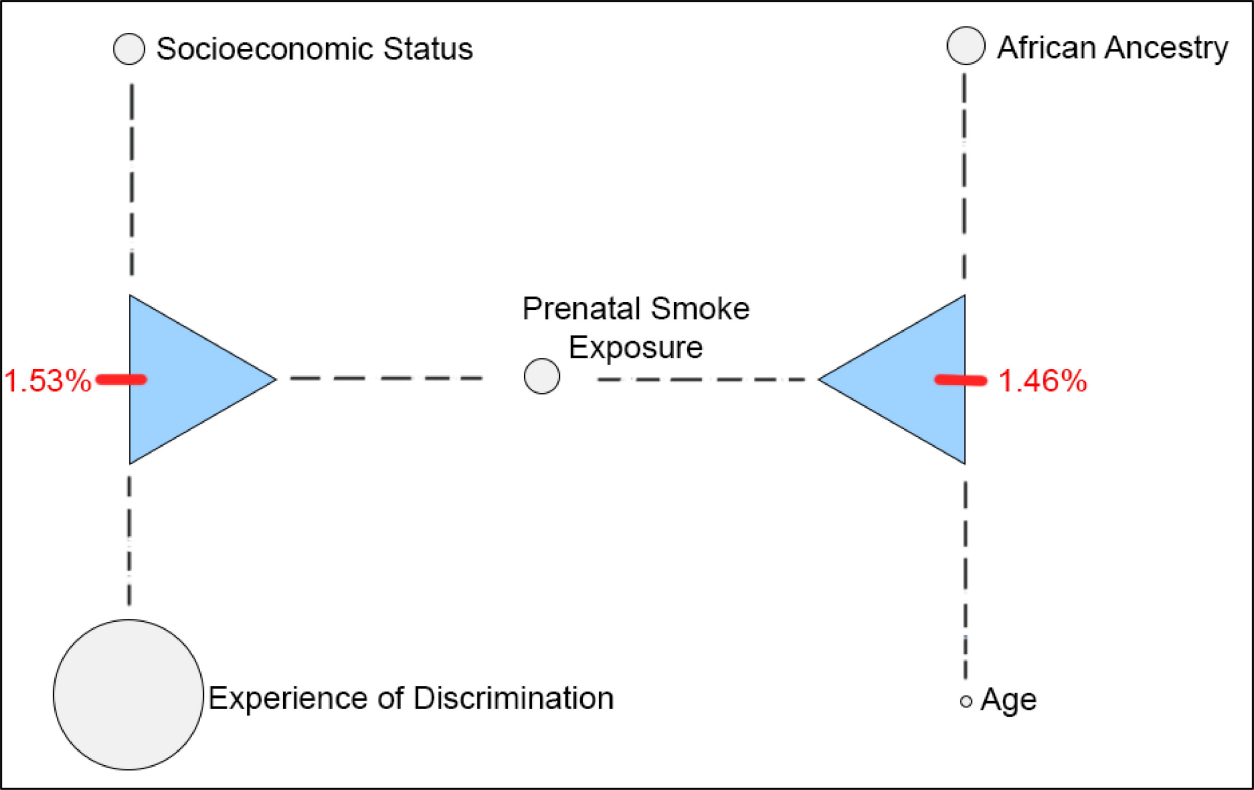 Socioeconomic Status
African Ancestry
Prenatal Smoke
Exposure
1.53%
1.46%
Experience of Discrimination
Age